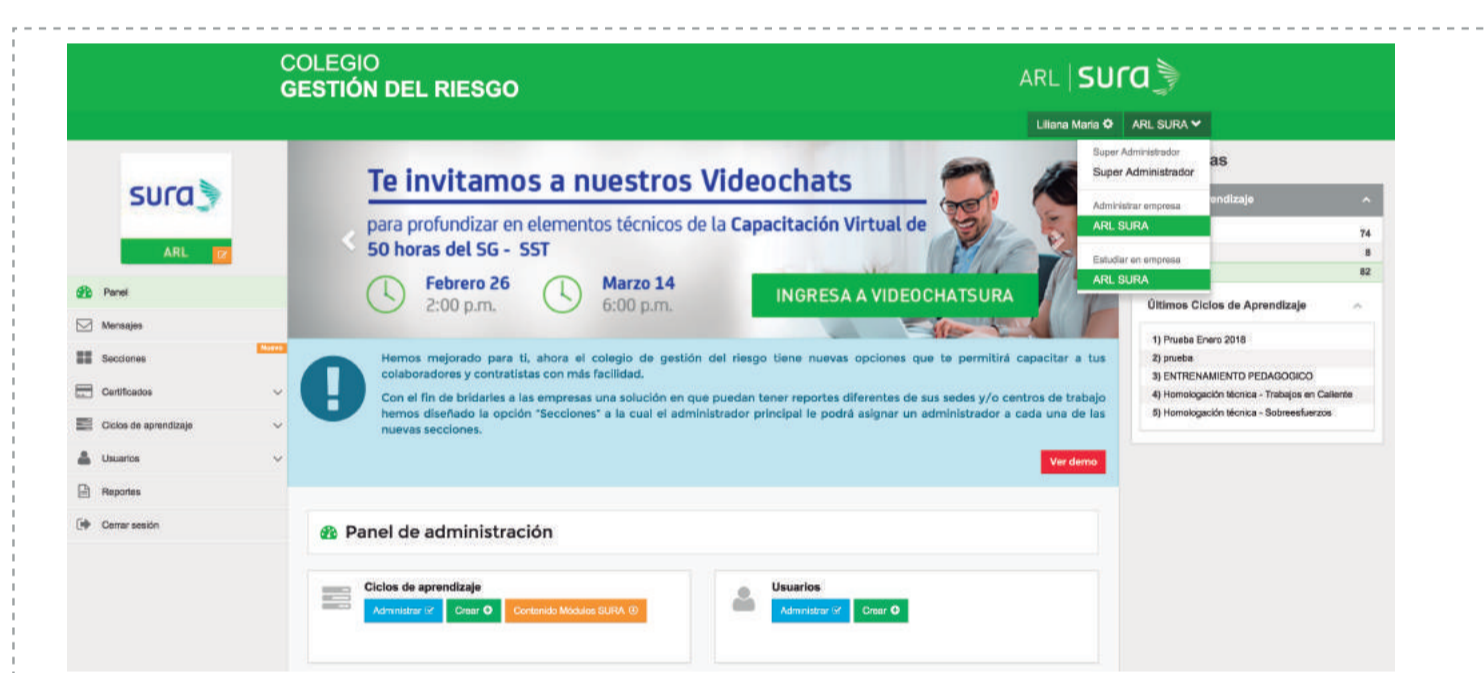 COLEGIO
GESTIÓN DEL RIESGO
ARL sura
Liliana Maria
ARL SURA
Super Administrador
Super Administrador
Administrar empresa
ARL SURA
Estudiar en empresa
ARL SURA
sura
ARL
Panel
Mensajes
Secciones
Nuevo
Certificados
Ciclos de aprendizaje
Usuarios
Reportes
Cerrar sesión
Te invitamos a nuestros Videochats
para profundizar en elementos técnicos de la Capacitación Virtual de
50 horas del SG - SST
Febrero 26
2:00 p.m.
Marzo 14
6:00 p.m.
INGRESA A VIDEOCHATSURA
Hemos mejorado para ti, ahora el colegio de gestión del riesgo tiene nuevas opciones que te permitirá capacitar a tus
colaboradores y contratistas con más facilidad.
Con el fin de bridarles a las empresas una solución en que puedan tener reportes diferentes de sus sedes y/o centros de trabajo
hemos diseñado la opción "Secciones" a la cual el administrador principal le podrá asignar un administrador a cada una de las
nuevas secciones.
Ver demo
Panel de administración
Ciclos de aprendizaje
Administrar
Crear
Contenido Módulos SURA
Usuarios
Administrar
Crear
as
endizaje
74
8
82
Últimos Ciclos de Aprendizaje
1) Prueba Enero 2018
2) prueba
3) ENTRENAMIENTO PEDAGOGICO
4) Homologación técnica - Trabajos en Caliente
5) Homologación técnica - Sobreesfuerzos